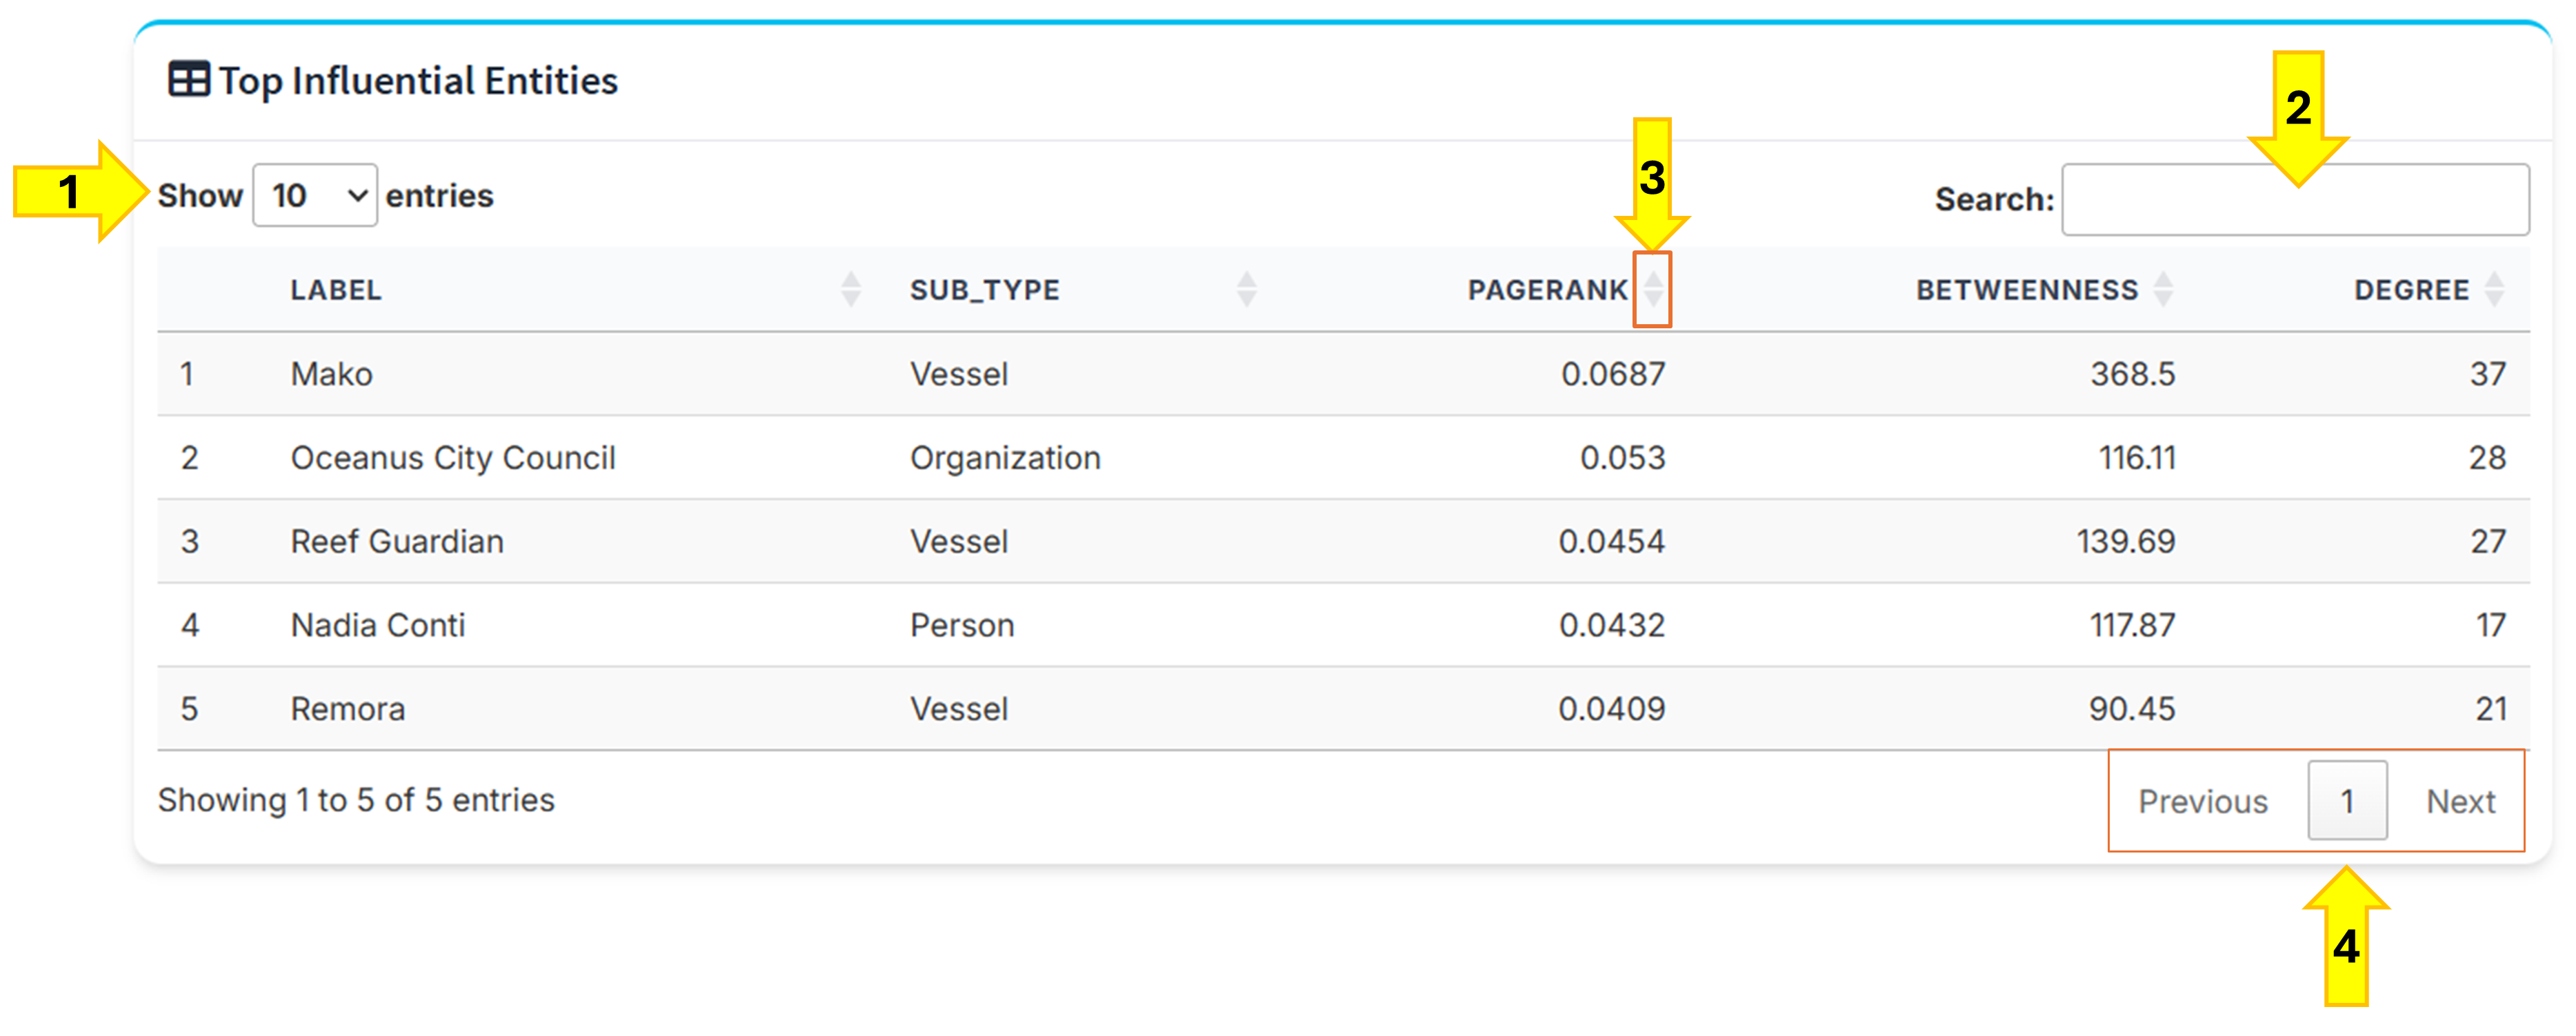 Top Influential Entities
2
3
1
Show 10 entries
Search:
LABEL SUB_TYPE PAGERANK BETWEENNESS DEGREE
1 Mako Vessel 0.0687 368.5 37
2 Oceanus City Council Organization 0.053 116.11 28
3 Reef Guardian Vessel 0.0454 139.69 27
4 Nadia Conti Person 0.0432 117.87 17
5 Remora Vessel 0.0409 90.45 21
Showing 1 to 5 of 5 entries
Previous 1 Next
4